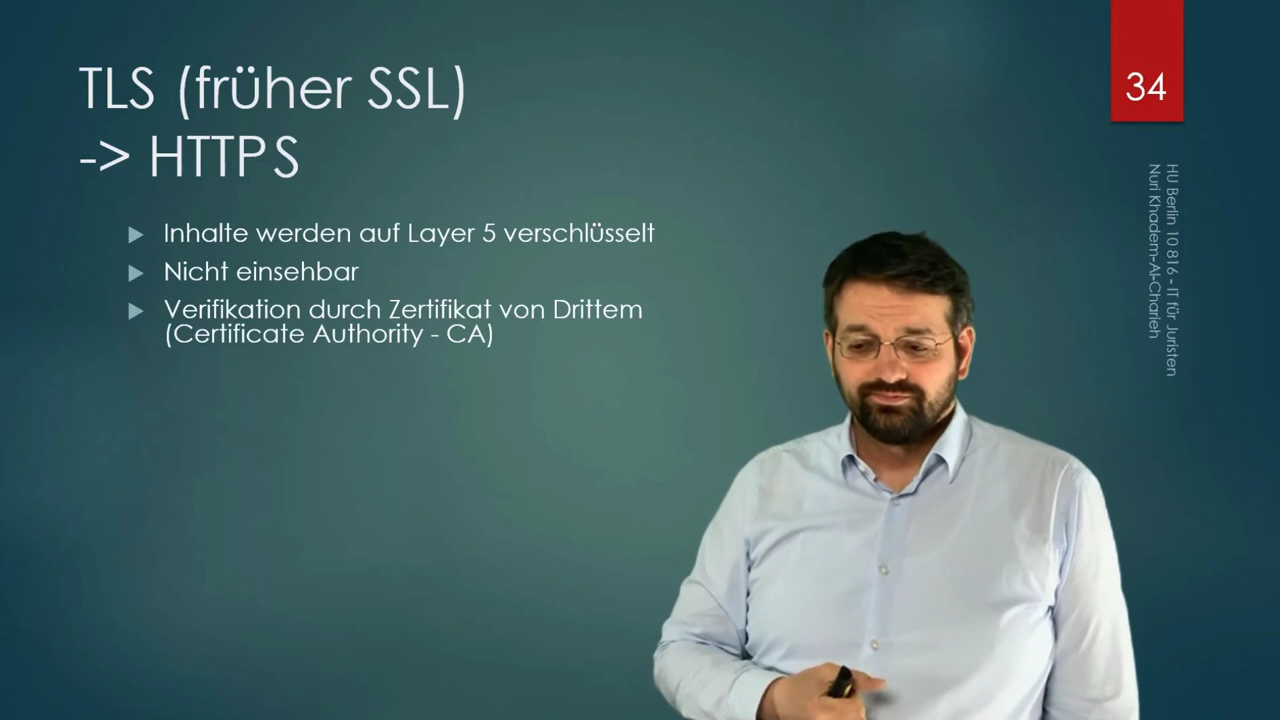 TLS (früher SSL)
-> HTTPS
34
Inhalte werden auf Layer 5 verschlüsselt
Nicht einsehbar
Verifikation durch Zertifikat von Drittem
(Certificate Authority - CA)
HU Berlin 10 816 - IT für Juristen
Nuri Khadem-Al-Charieh